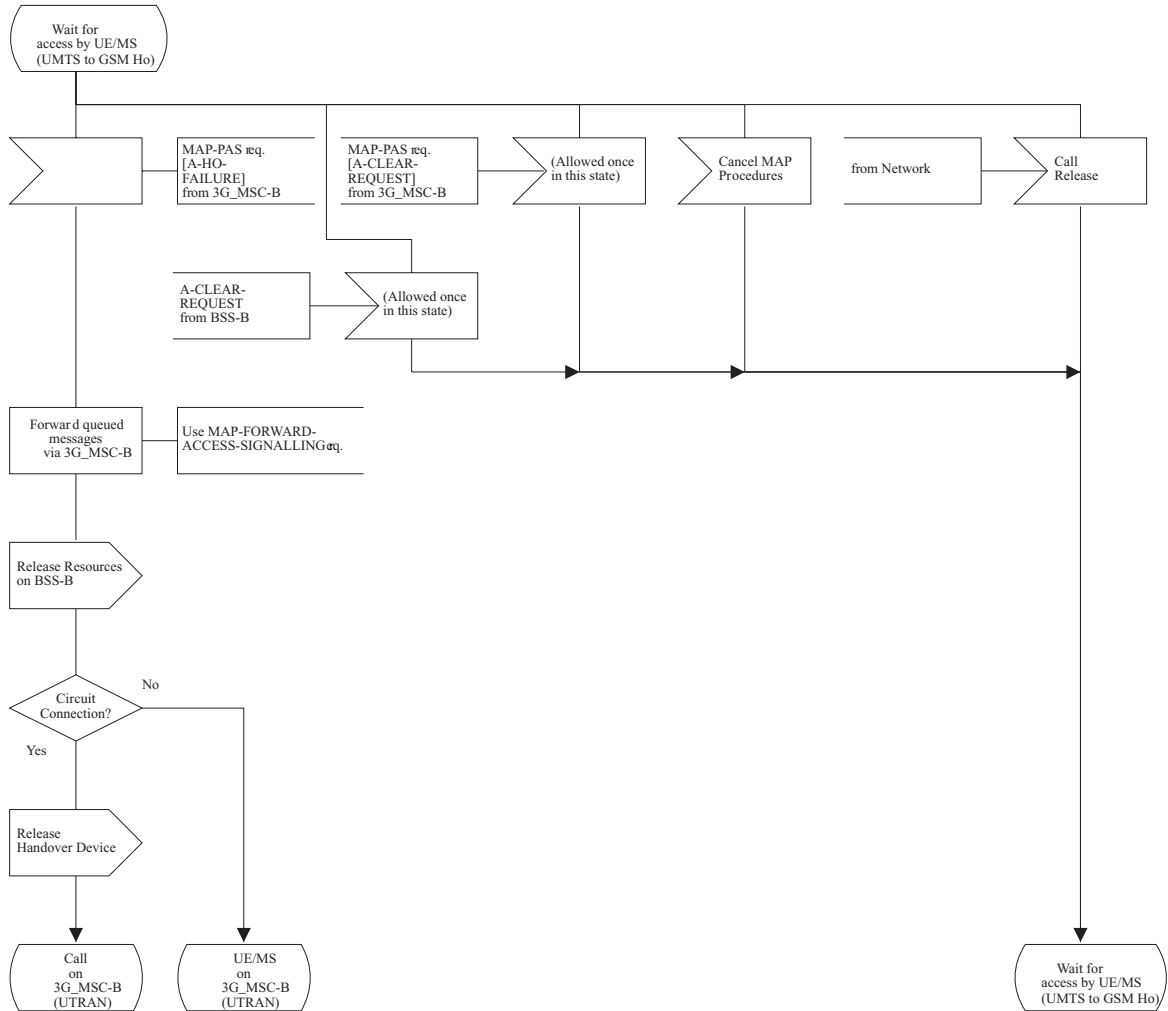 Wait for
access by UE/MS
(UMTS to GSM Ho)
MAP-PAS req.
[A-HO-
FAILURE]
from 3G_MSC-B
MAP-PAS req.
[A-CLEAR-
REQUEST]
from 3G_MSC-B
(Allowed once
in this state)
Cancel MAP
Procedures
from Network
Call
Release
A-CLEAR-
REQUEST
from BSS-B
(Allowed once
in this state)
Forward queued
messages
via 3G_MSC-B
Use MAP-FORWARD-
ACCESS-SIGNALLING req.
Release Resources
on BSS-B
Circuit
Connection?
No
Yes
Release
Handover Device
Call
on
3G_MSC-B
(UTRAN)
UE/MS
on
3G_MSC-B
(UTRAN)
Wait for
access by UE/MS
(UMTS to GSM Ho)